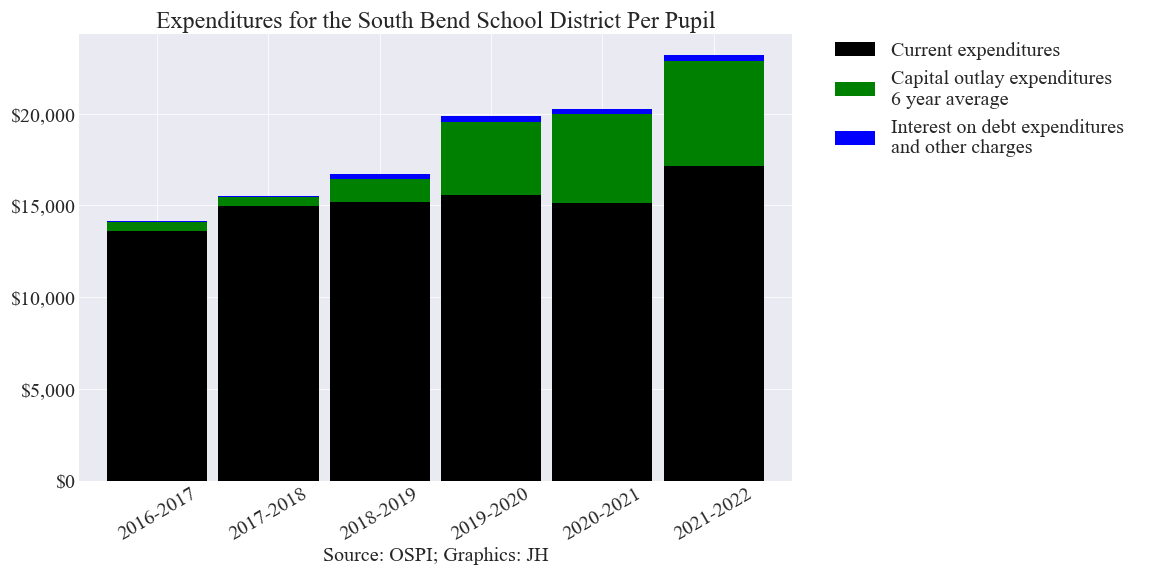 Expenditures for the South Bend School District Per Pupil
Current expenditures
Capital outlay expenditures
6 year average
Interest on debt expenditures
and other charges
$20,000
$15,000
$10,000
$5,000
$0
2016-2017
2017-2018
2018-2019
2019-2020
2020-2021
2021-2022
Source: OSPI; Graphics: JH